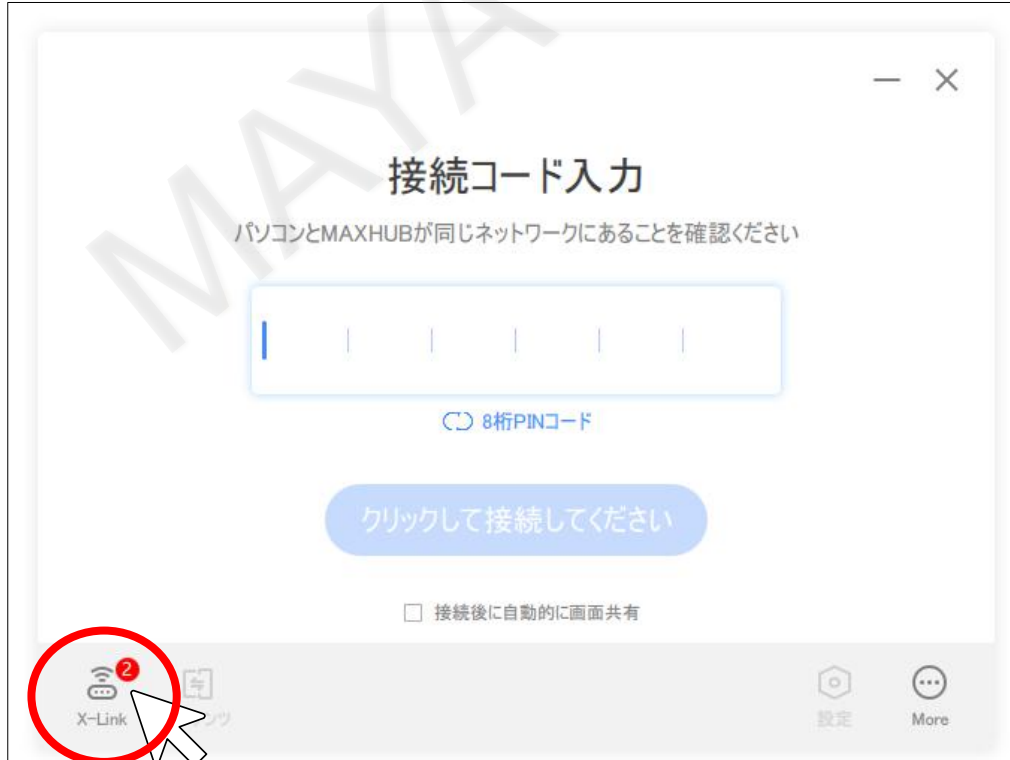 MAYA
接続コード入力
パソコンとMAXHUBが同じネットワークにあることを確認ください
8桁PINコード
クリックして接続してください
接続後に自動的に画面共有
2
X-Link
設定
More